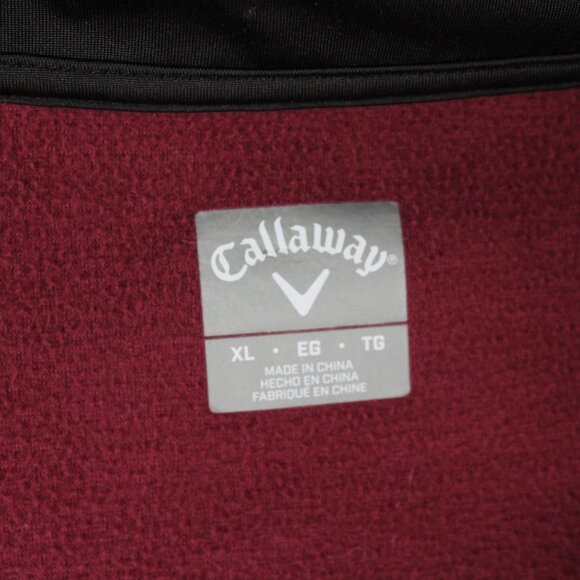 Callaway®
XL • EG • TG
MADE IN CHINA
HECHO EN CHINA
FABRIQUÉ EN CHINE